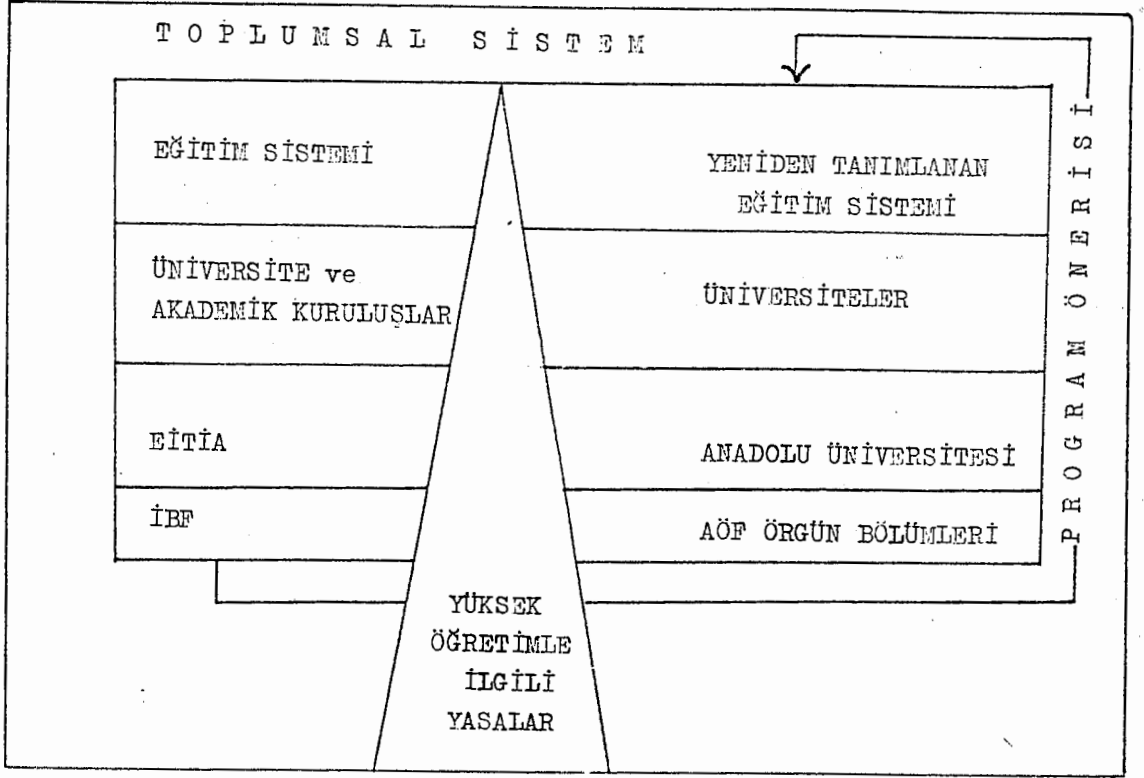 TOPLUMSAL SİSTEM
EĞİTİM SİSTEMİ
YENİDEN TANIMLANAN
EĞİTİM SİSTEMİ
ÜNİVERSİTE ve
AKADEMİK KURULUŞLAR
ÜNİVERSİTELER
EİTİA
ANADOLU ÜNİVERSİTESİ
İBF
AÖF ÖRGÜN BÖLÜMLERİ
YÜKSEK
ÖĞRETİMLE
İLGİLİ
YASALAR
PROGRAM ÖNERİSİ